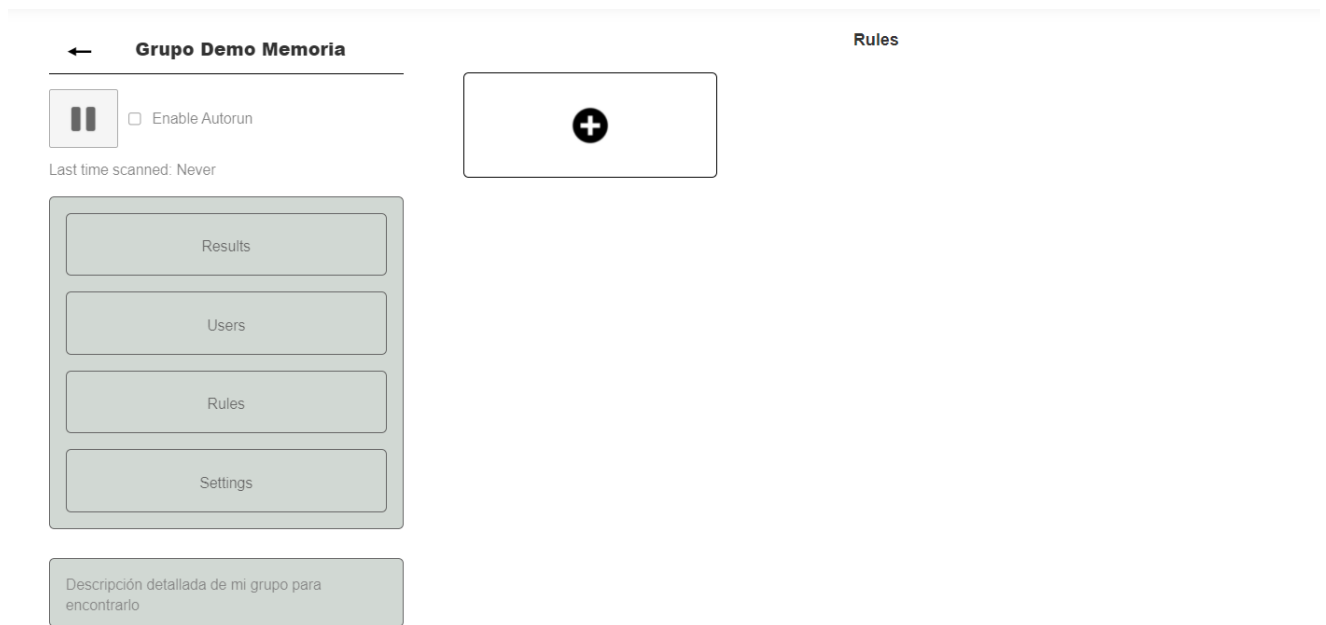 Grupo Demo Memoria
Enable Autorun
Last time scanned: Never
Results
Users
Rules
Settings
Descripción detallada de mi grupo para
encontrarlo
Rules